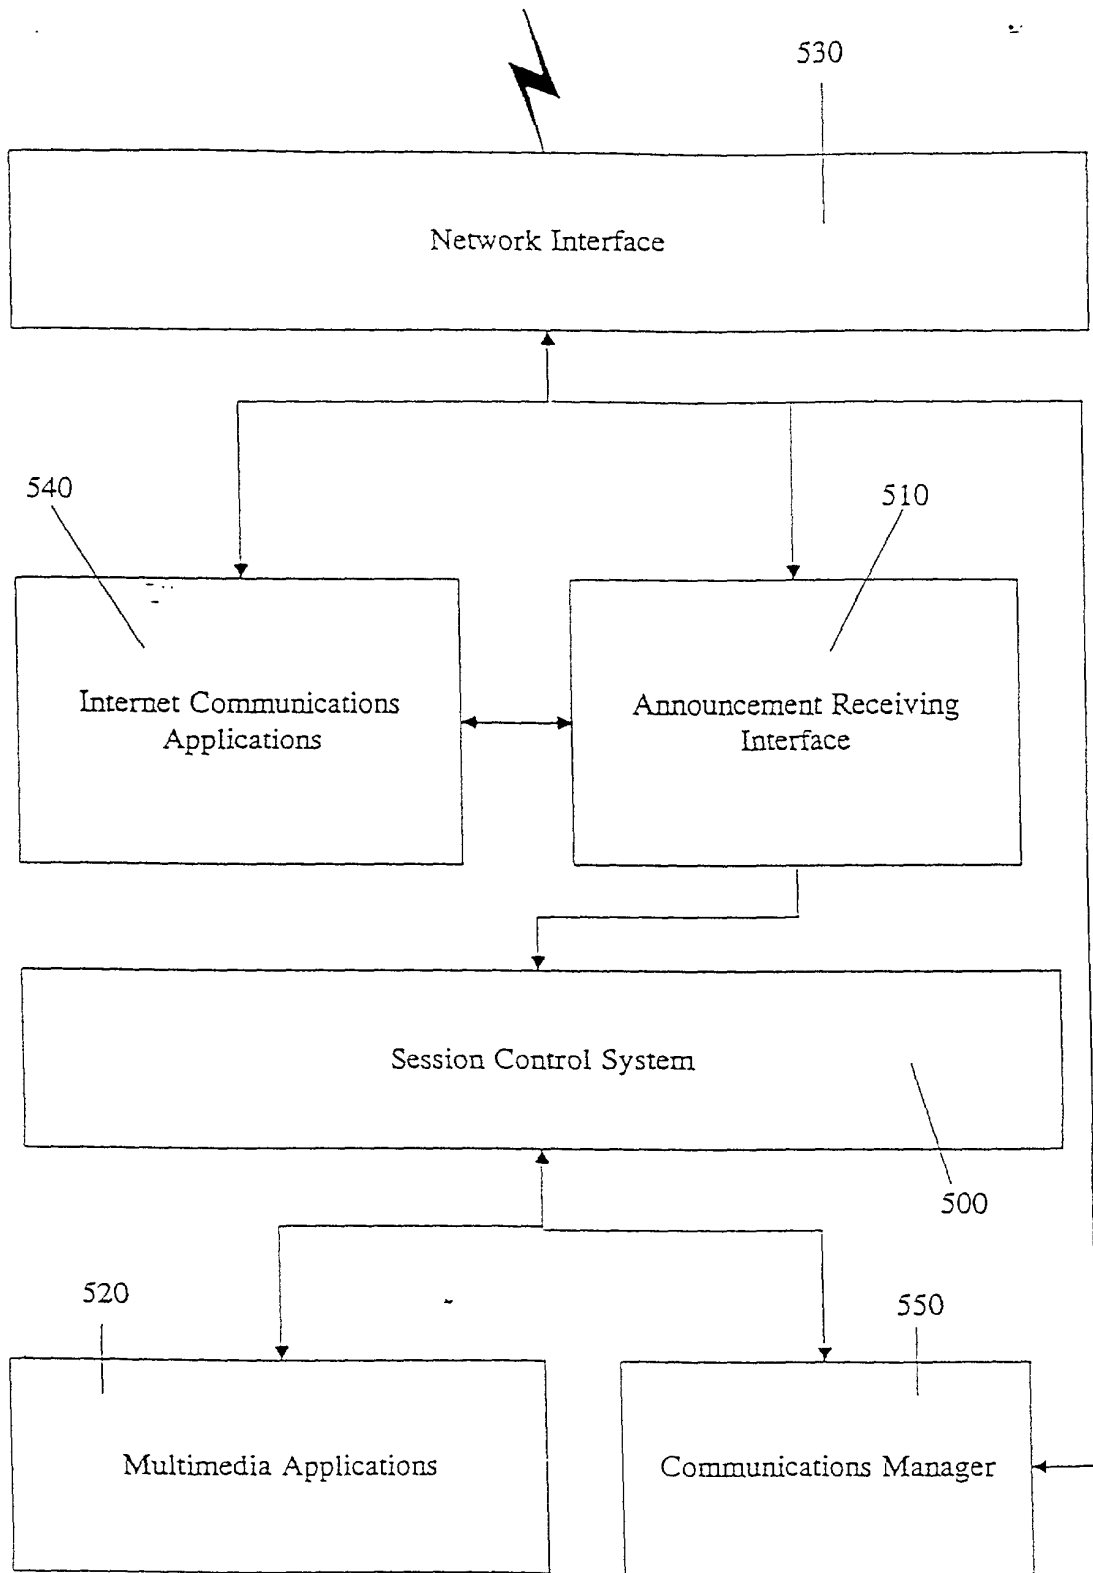 530
Network Interface
540
510
Internet Communications
Applications
Announcement Receiving
Interface
Session Control System
500
520
550
Multimedia Applications
Communications Manager